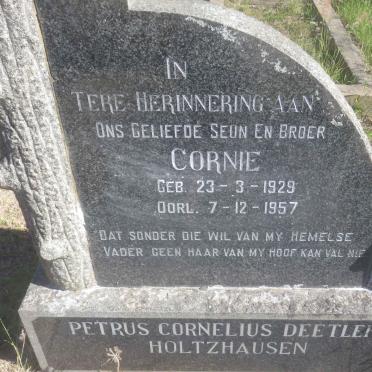 In
Tere Herinnering Aan
Ons Geliefde Seun En Broer
Cornie
Geb. 23-3-1929
Oorl. 7-12-1957
Dat sonder die wil van my Hemelse
Vader geen haar van my hoof kan val nie
Petrus Cornelius
Holtzhausen